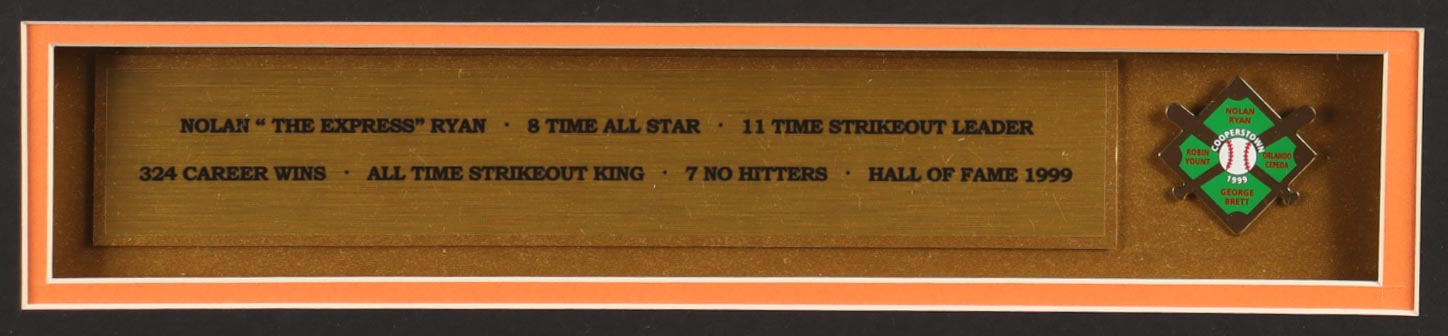 NOLAN “ THE EXPRESS” RYAN · 8 TIME ALL STAR · 11 TIME STRIKEOUT LEADER
324 CAREER WINS · ALL TIME STRIKEOUT KING · 7 NO HITTERS · HALL OF FAME 1999
NOLAN
RYAN
COOPERSTOWN
ROBIN
YOUNT
ORLANDO
CEPEDA
1999
GEORGE
BRETT